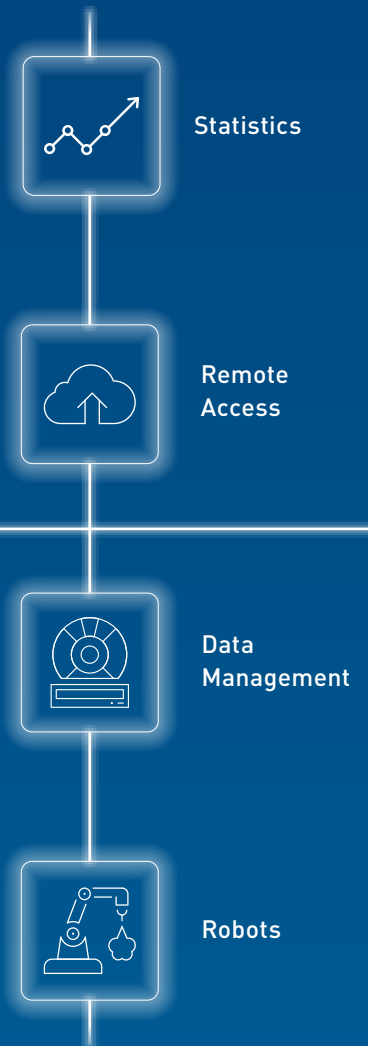 Statistics
Remote
Access
Data
Management
Robots